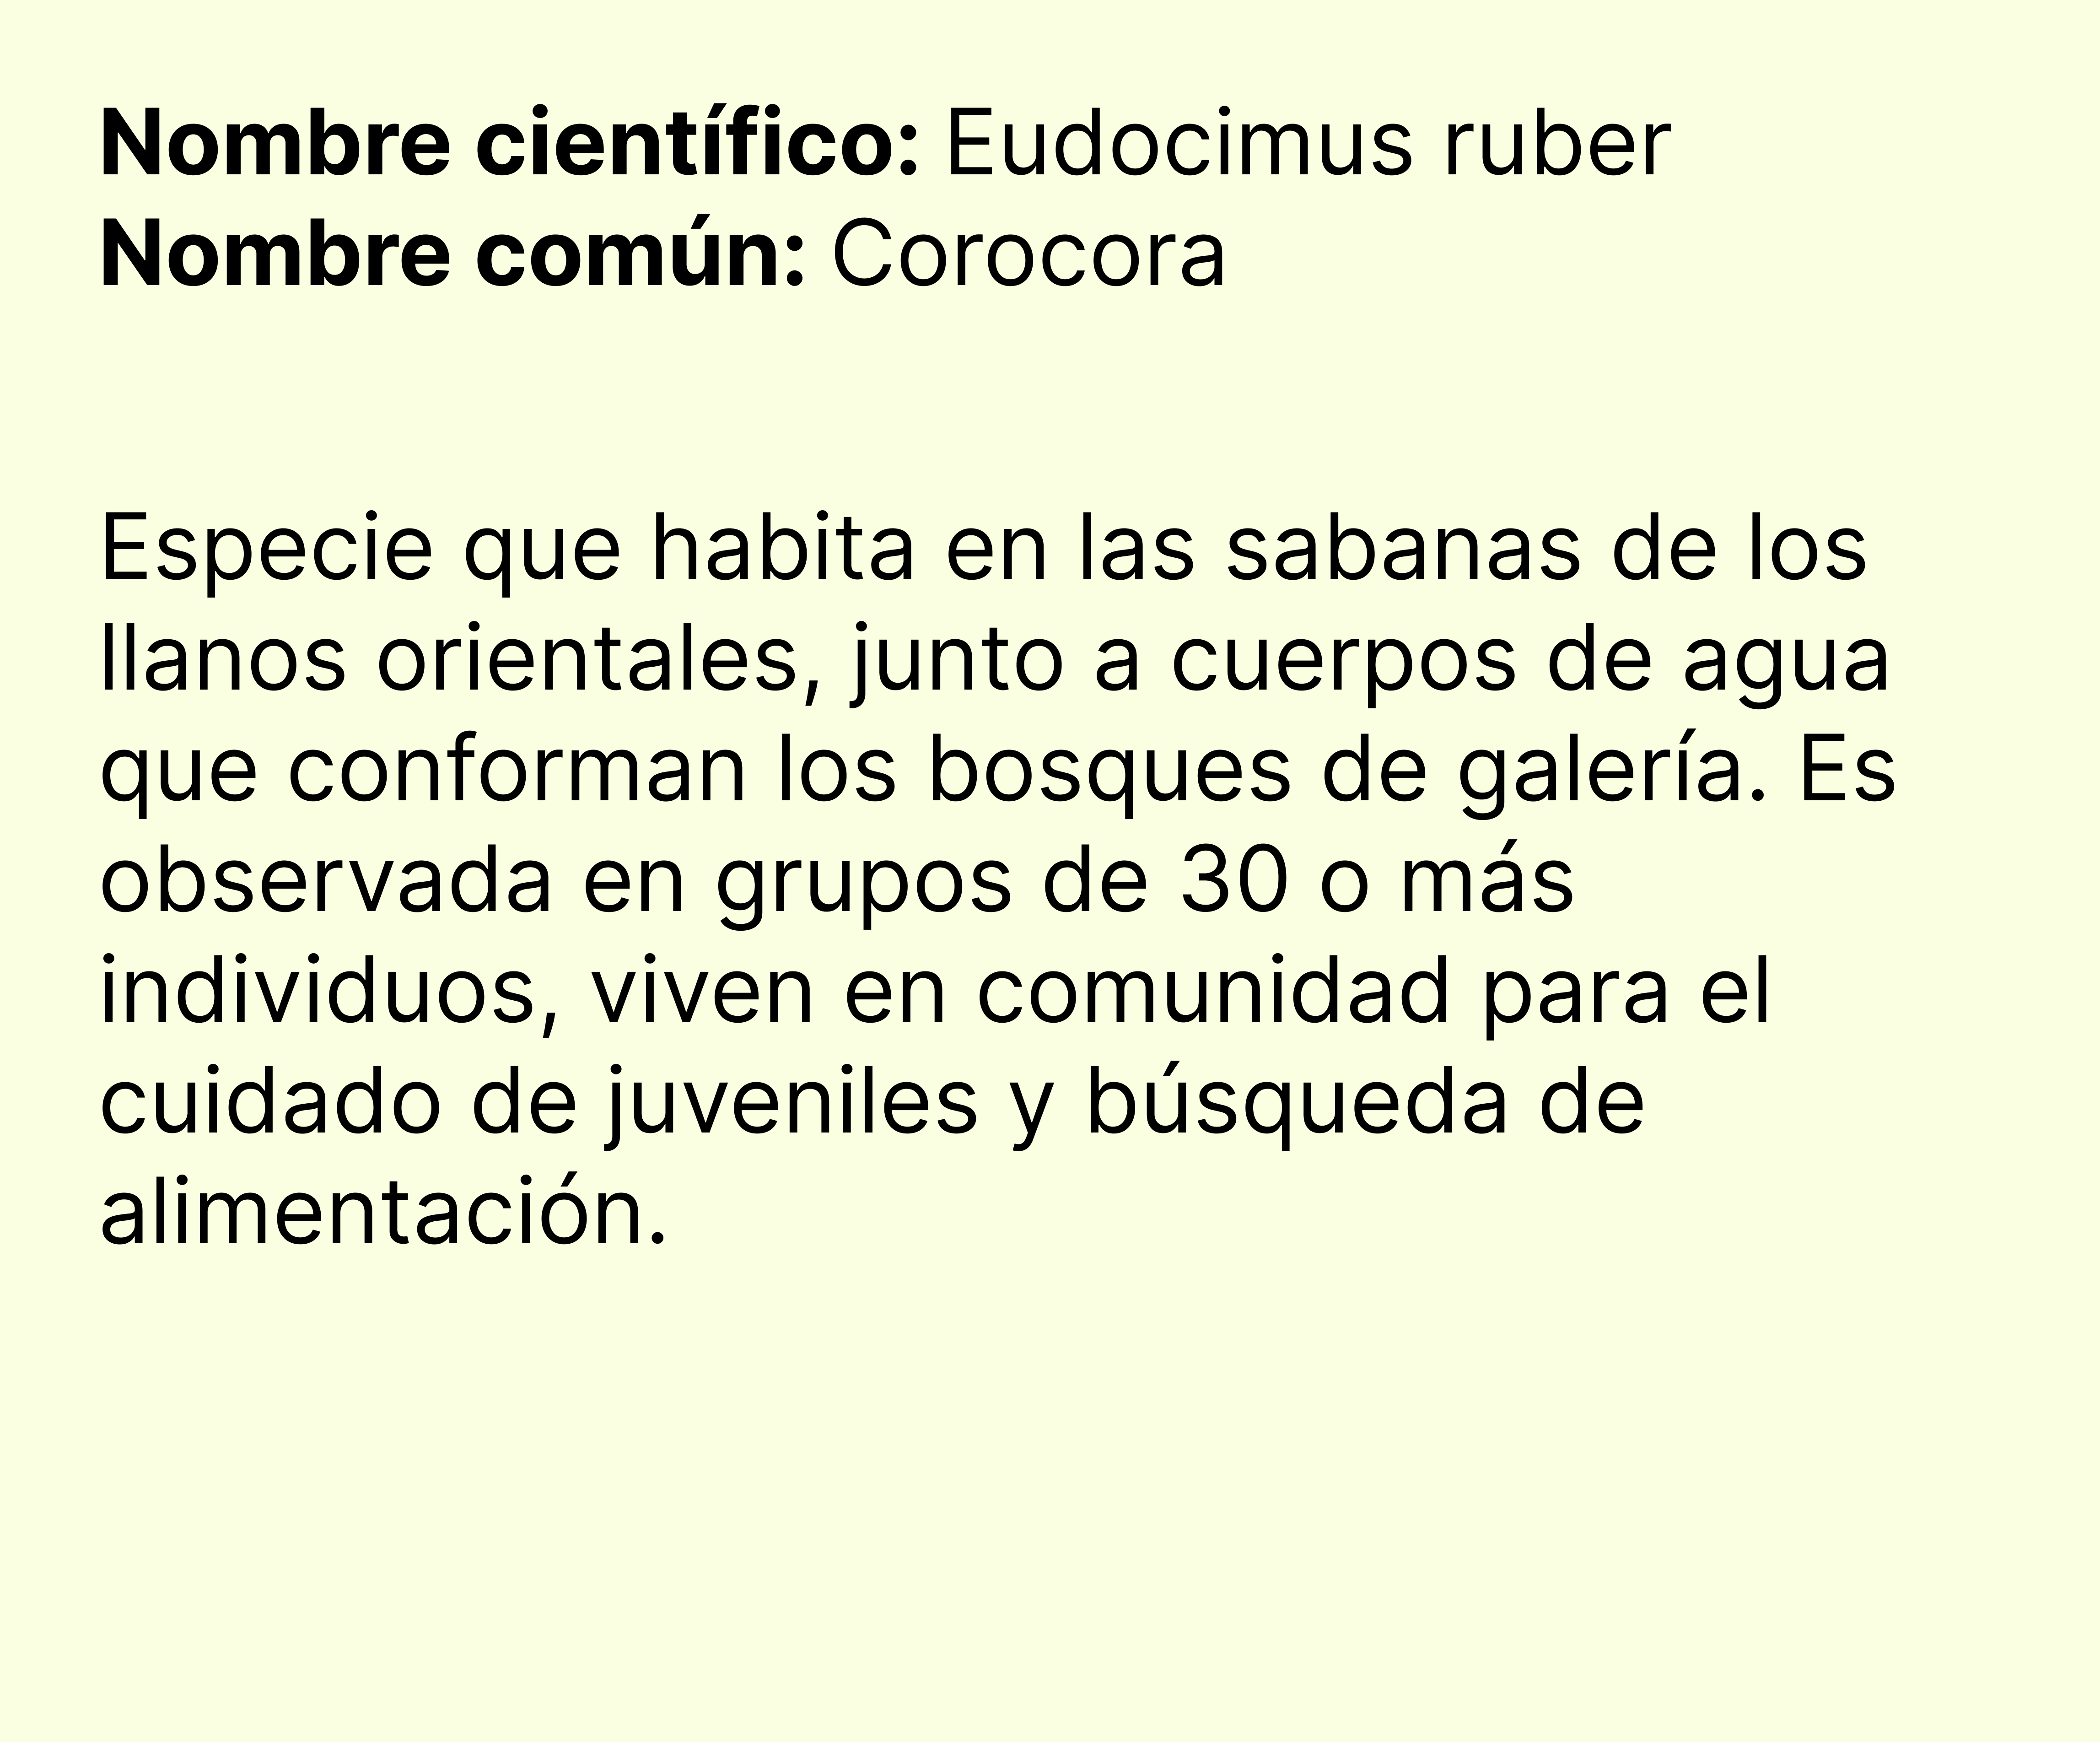 Nombre científico: Eudocimus ruber
Nombre común: Corocora
Especie que habita en las sabanas de los
llanos orientales, junto a cuerpos de agua
que conforman los bosques de galería. Es
observada en grupos de 30 o más
individuos, viven en comunidad para el
cuidado de juveniles y búsqueda de
alimentación.